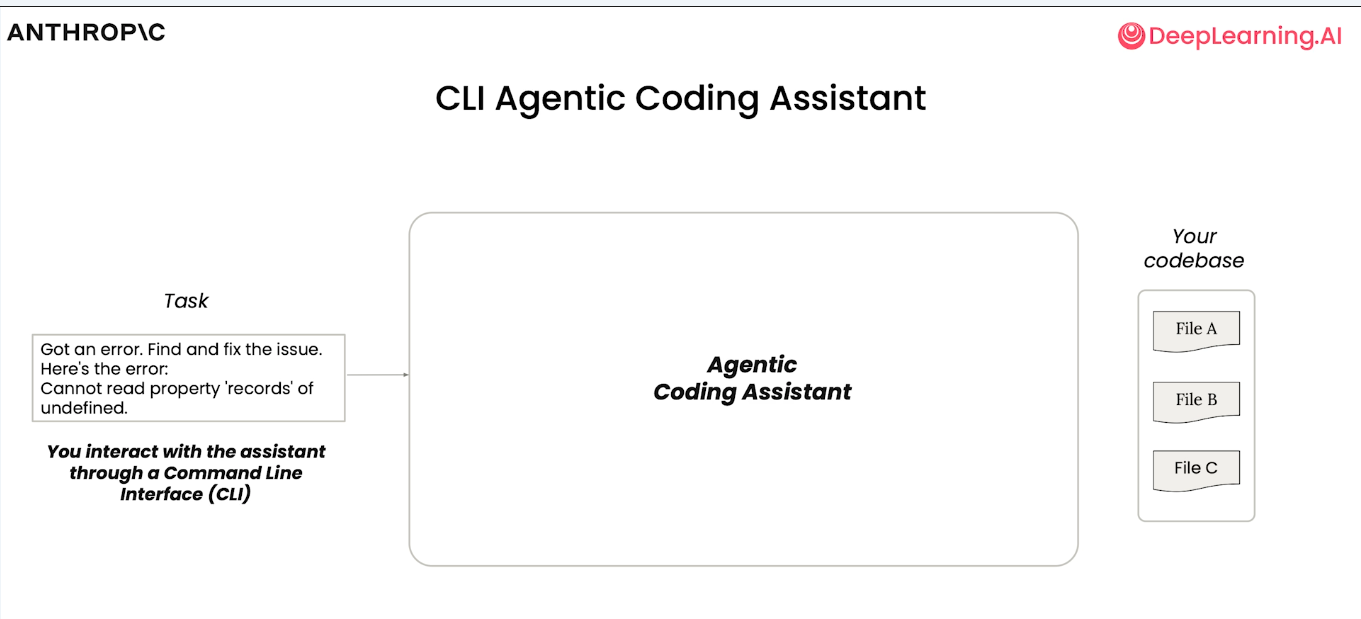 ANTHROP\C
DeepLearning.AI
CLI Agentic Coding Assistant
Task
Got an error. Find and fix the issue.
Here's the error:
Cannot read property 'records' of
undefined.
You interact with the assistant
through a Command Line
Interface (CLI)
Agentic
Coding Assistant
Your
codebase
File A
File B
File C